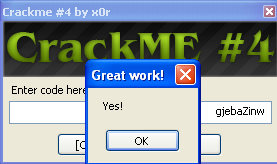 Crackme #4 by x0r
CrackME #4
Great work!
Enter code here
Yes!
gjebaZinw
OK